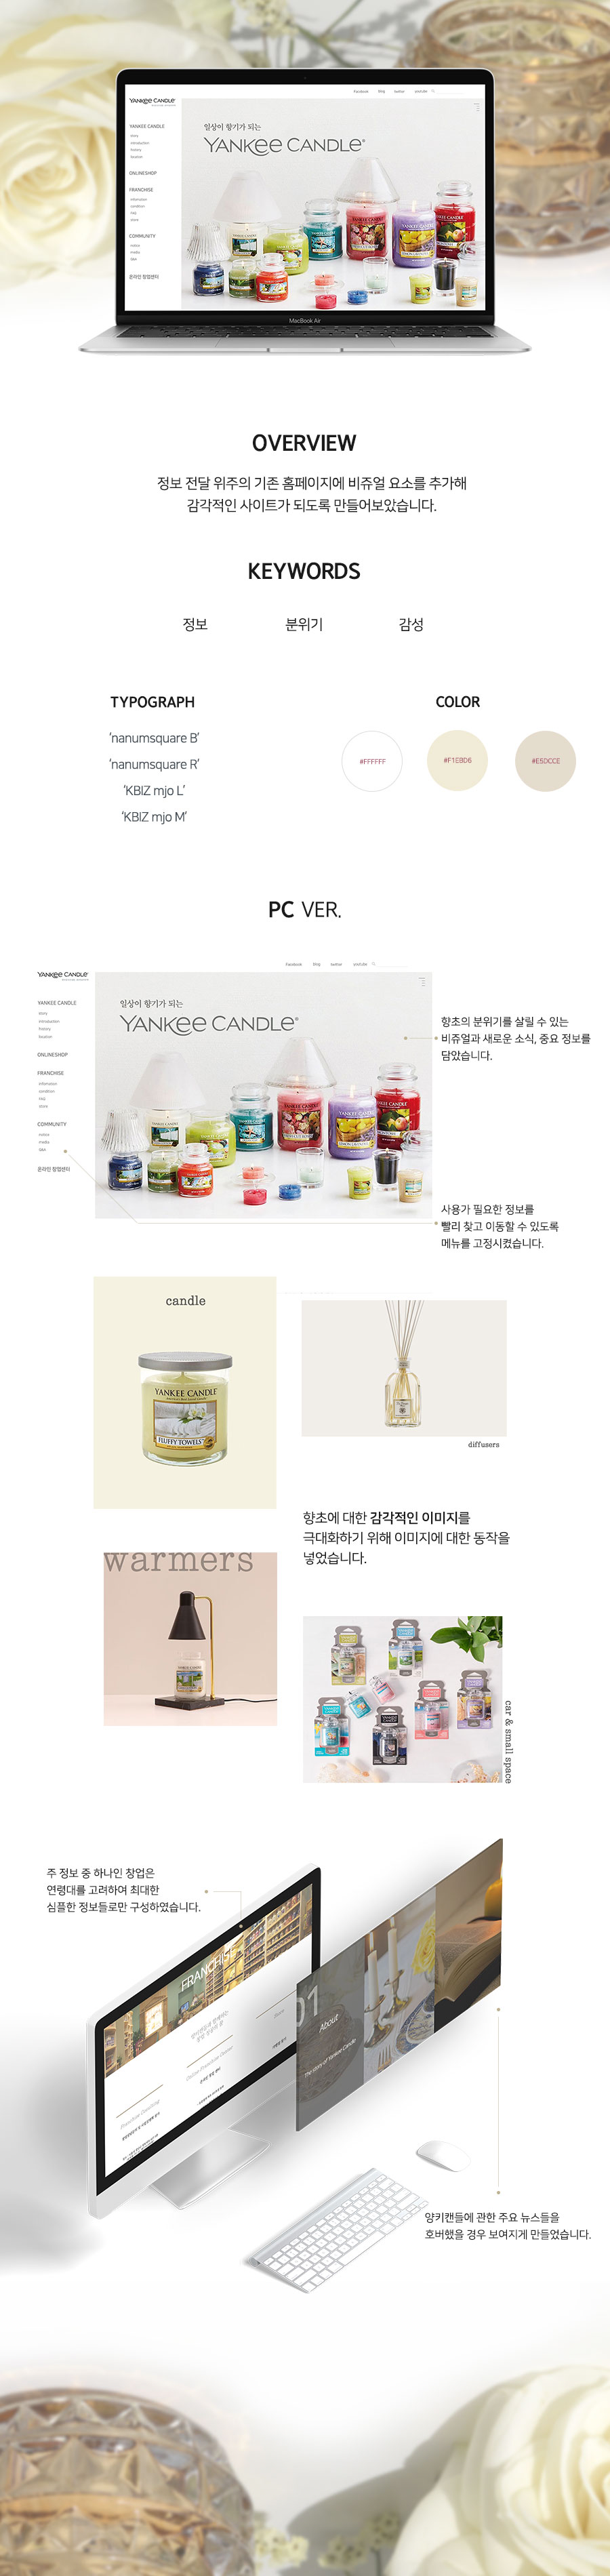 Facebook Blog twitter youtube
YANKEE CANDLE
YANKEE CANDLE
story
introduction
history
location
ONLINESHOP
FRANCHISE
infomation
condition
FAQ
store
COMMUNITY
notice
media
Q&A
온라인 창업센터
일상이 향기가 되는
YANKEE CANDLE®
MacBook Air
OVERVIEW
정보 전달 위주의 기존 홈페이지에 비쥬얼 요소를 추가해
감각적인 사이트가 되도록 만들어보았습니다.
KEYWORDS
정보 분위기 감성
TYPOGRAPH
'nanumsquare B'
'nanumsquare R'
'KBIZ mjo L'
'KBIZ mjo M'
COLOR
#FFFFFF #F1EBD6 #E5DCCE
PC VER.
Facebook Blog twitter youtube
YANKEE CANDLE®
YANKEE CANDLE
story
introduction
history
location
ONLINESHOP
FRANCHISE
infomation
condition
FAQ
store
COMMUNITY
notice
media
Q&A
온라인 창업센터
일상이 향기가 되는
YANKEE CANDLE®
향초의 분위기를 살릴 수 있는
비쥬얼과 새로운 소식, 중요 정보를
담았습니다.
사용가 필요한 정보를
빨리 찾고 이동할 수 있도록
메뉴를 고정시켰습니다.
candle
YANKEE CANDLE
FLUFFY TOWELS
diffusers
향초에 대한 감각적인 이미지를
극대화하기 위해 이미지에 대한 동작을
넣었습니다.
warmers
car & small space
주 정보 중 하나인 창업은
연령대를 고려하여 최대한
심플한 정보들로만 구성하였습니다.
FRANCHISE
01
About
The story of Yankee Candle
양키캔들에 관한 주요 뉴스들을
호버했을 경우 보여지게 만들었습니다.